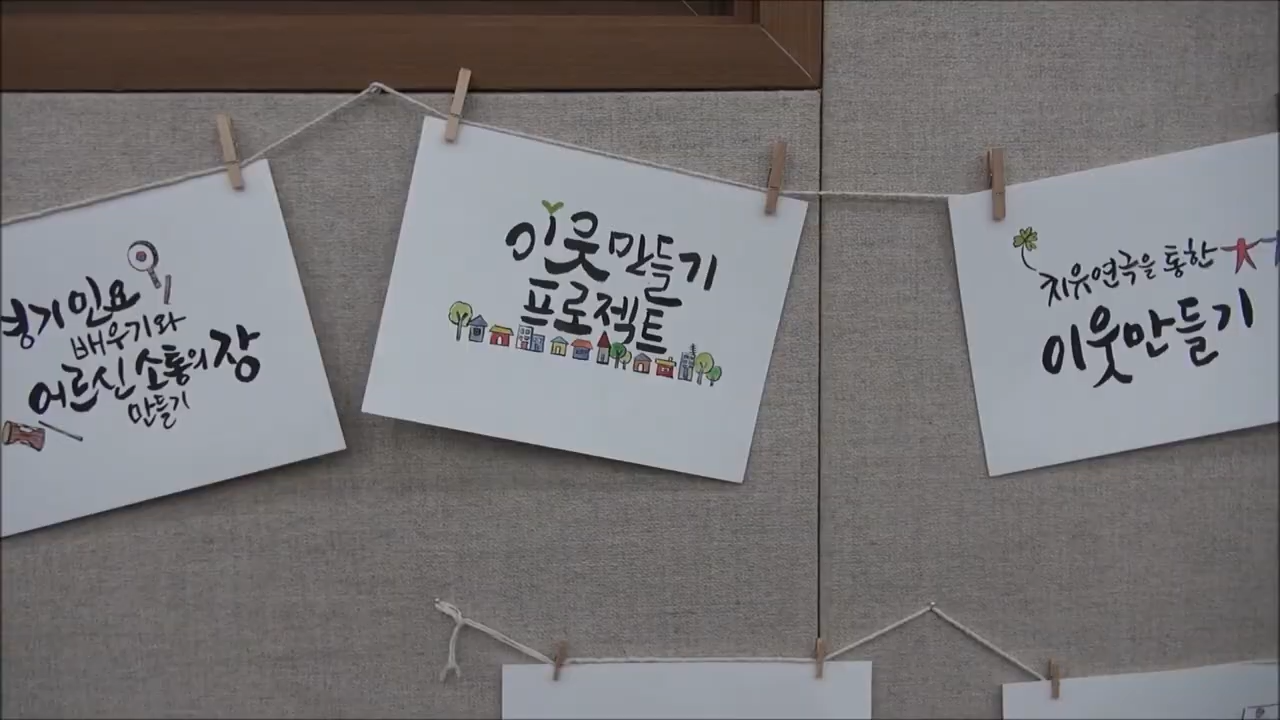 경기민요
배우기와
어르신 소통의 장
만들기
이웃만들기
프로젝트
치유연극을 통한
이웃만들기